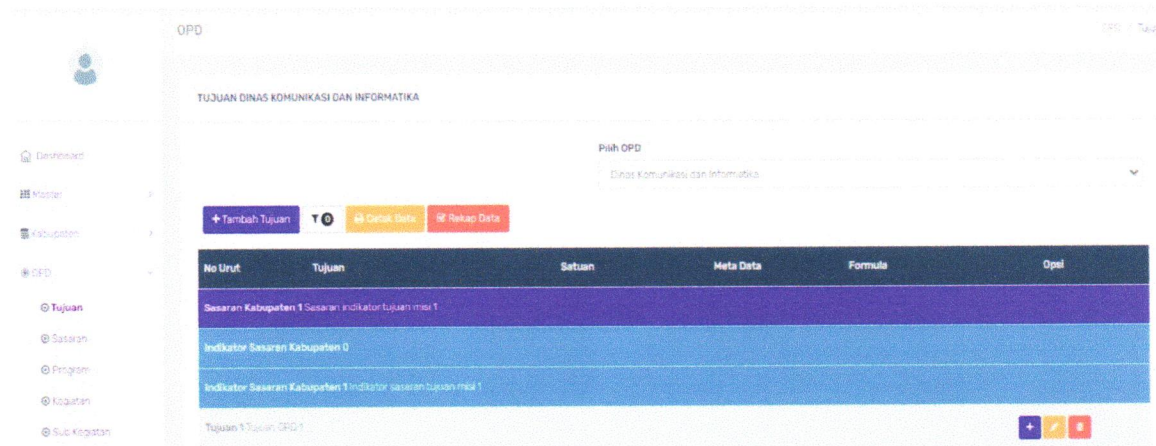 OPD
OPD / Tuju
TUJUAN DINAS KOMUNIKASI DAN INFORMATIKA
Pilih OPD
Dinas Komunikasi dan Informatika
Dashboard
Master
Kabupaten
OPD
Tujuan
Sasaran
Program
Kegiatan
Sub Kegiatan
+ Tambah Tujuan 0 Cetak Data Rekap Data
No Urut Tujuan Satuan Meta Data Formula Opsi
Sasaran Kabupaten 1 Sasaran indikator tujuan misi 1
Indikator Sasaran Kabupaten 0
Indikator Sasaran Kabupaten 1 Indikator sasaran tujuan misi 1
Tujuan 1 Tujuan OPD 1